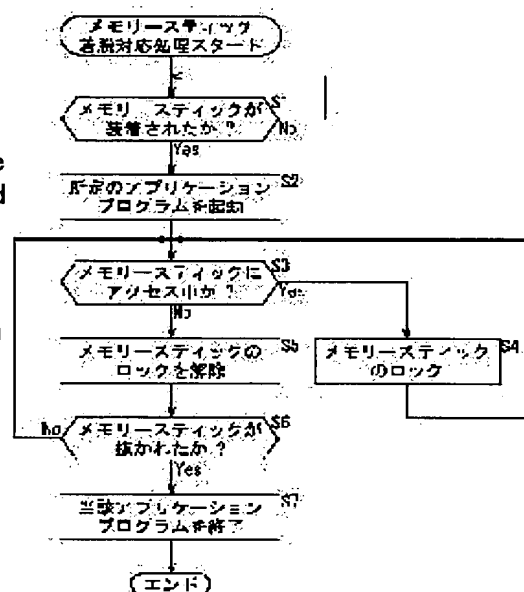 メモリースティック
着脱対応処理スタート
メモリースティックが
装着されたか?
S1
No
Yes
所定のアプリケーション
プログラムを起動
S2
メモリースティックに
アクセス中か?
S3
Yes
No
メモリースティックの
ロックを解除
S5
メモリースティック
のロック
S4
メモリースティックが
抜かれたか?
S6
No
Yes
当該アプリケーション
プログラムを終了
S7
エンド